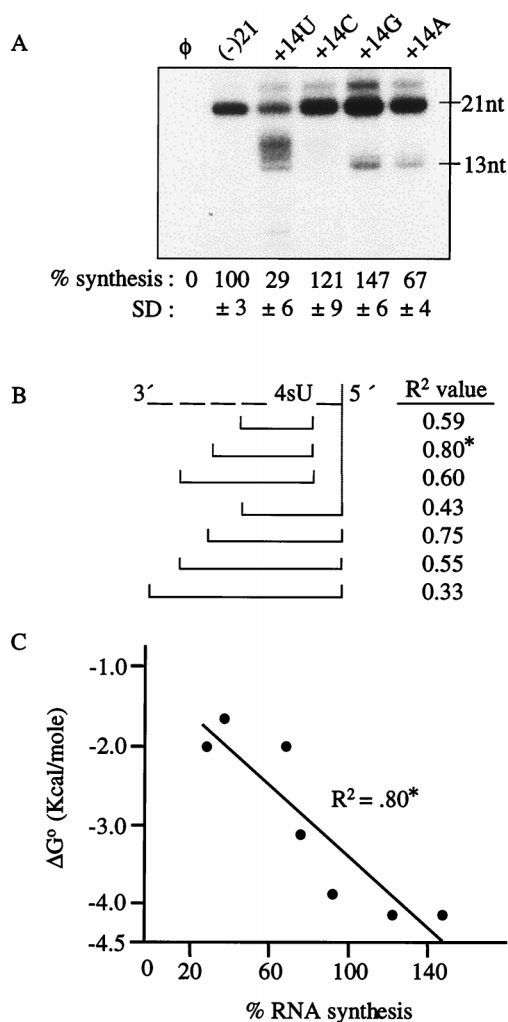 A
ϕ (-)21 +14U +14C +14G +14A
21nt
13nt
% synthesis : 0 100 29 121 147 67
SD : ± 3 ± 6 ± 9 ± 6 ± 4
B
3´ 4sU 5 ´ R² value
0.59
0.80*
0.60
0.43
0.75
0.55
0.33
C
-1.0
-2.0
-3.0
-4.0
-4.5
ΔGº (Kcal/mole)
R² = .80*
0 20 60 100 140
% RNA synthesis